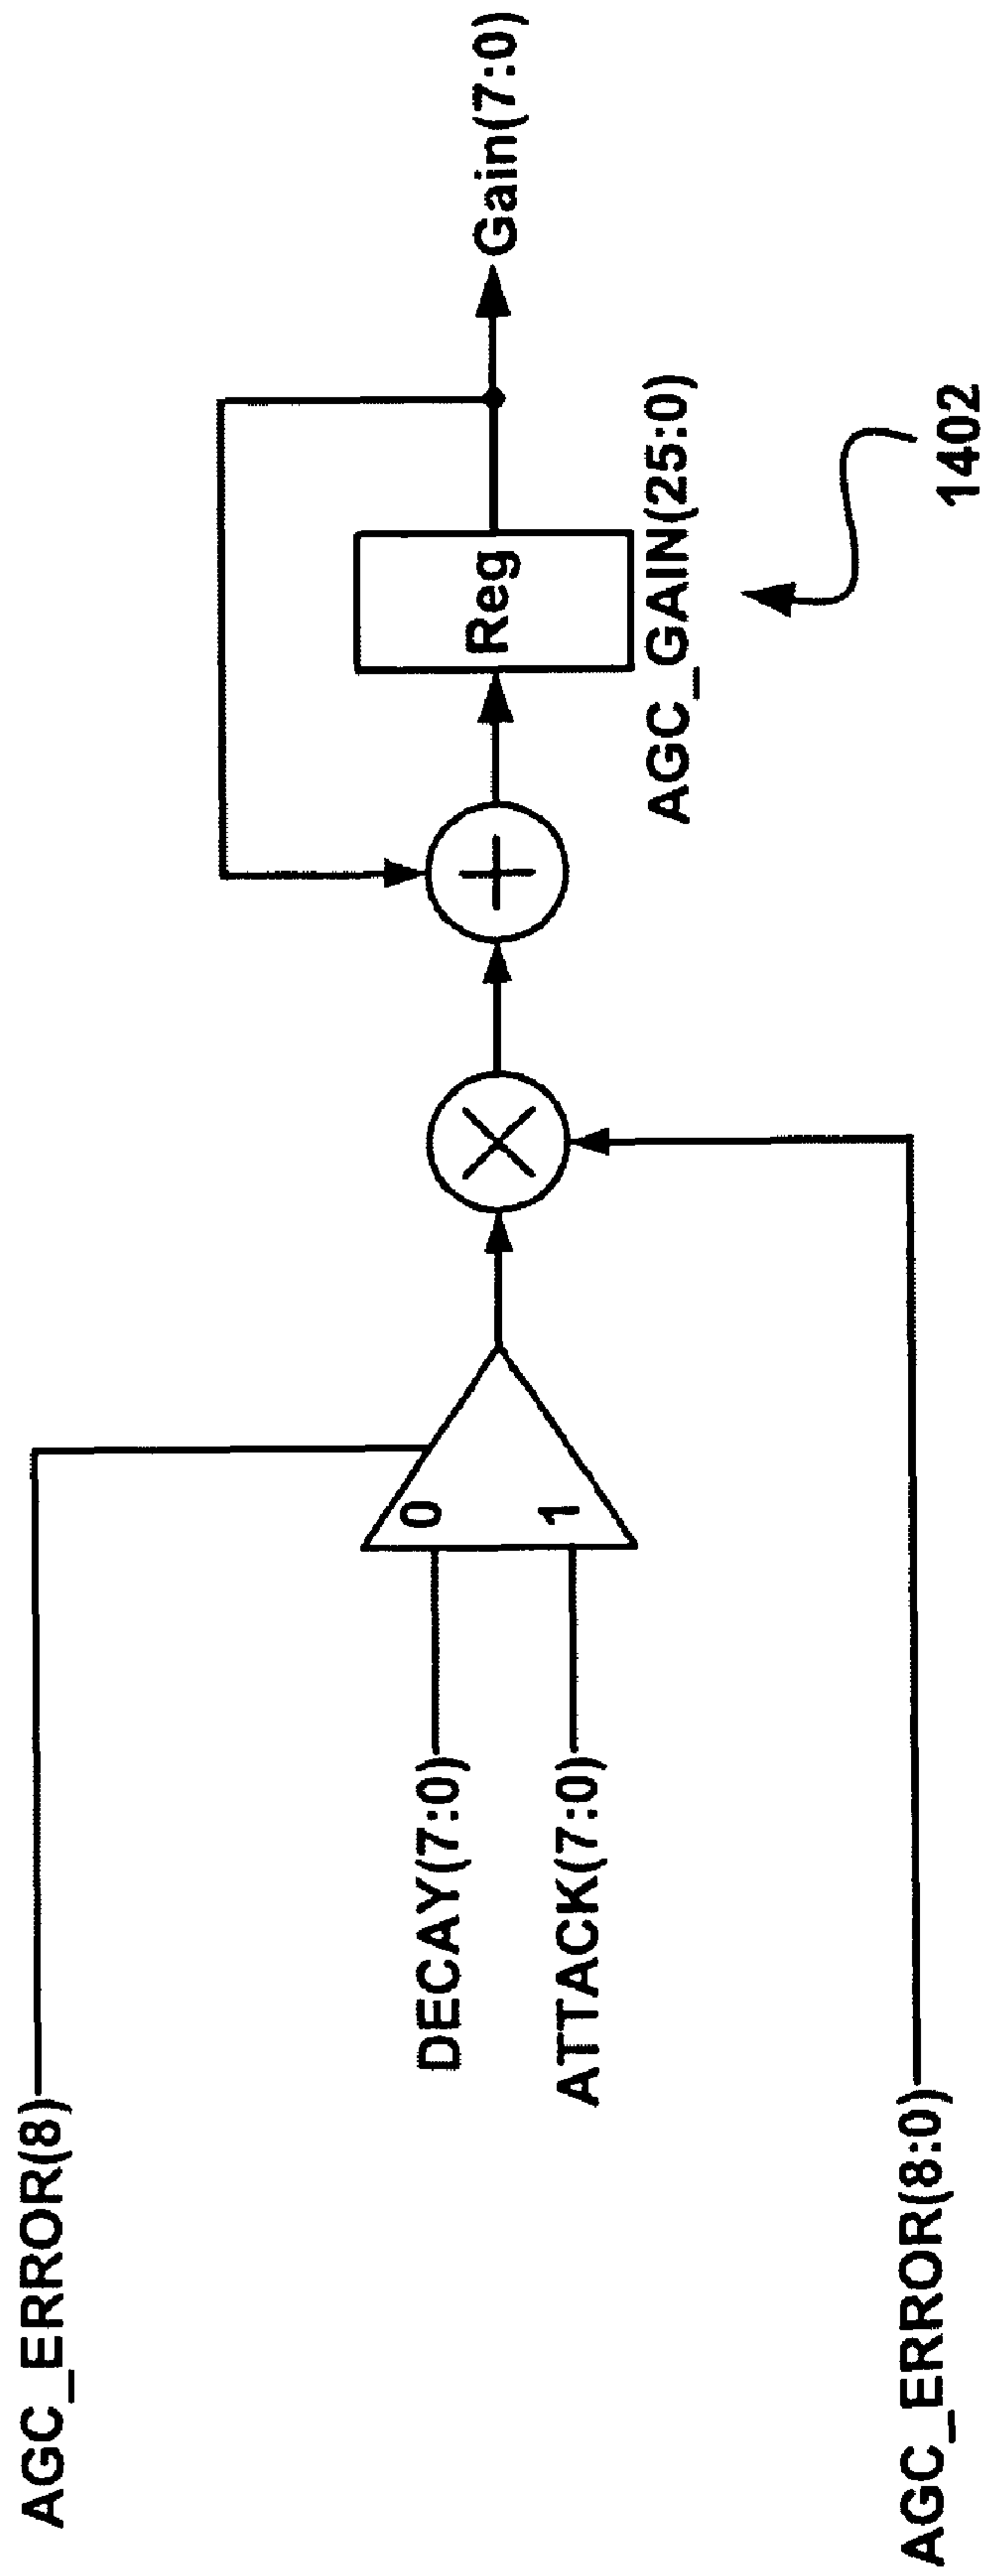 AGC_ERROR(8)
DECAY(7:0)
0
ATTACK(7:0)
1
AGC_ERROR(8:0)
Reg
AGC_GAIN(25:0)
Gain(7:0)
1402